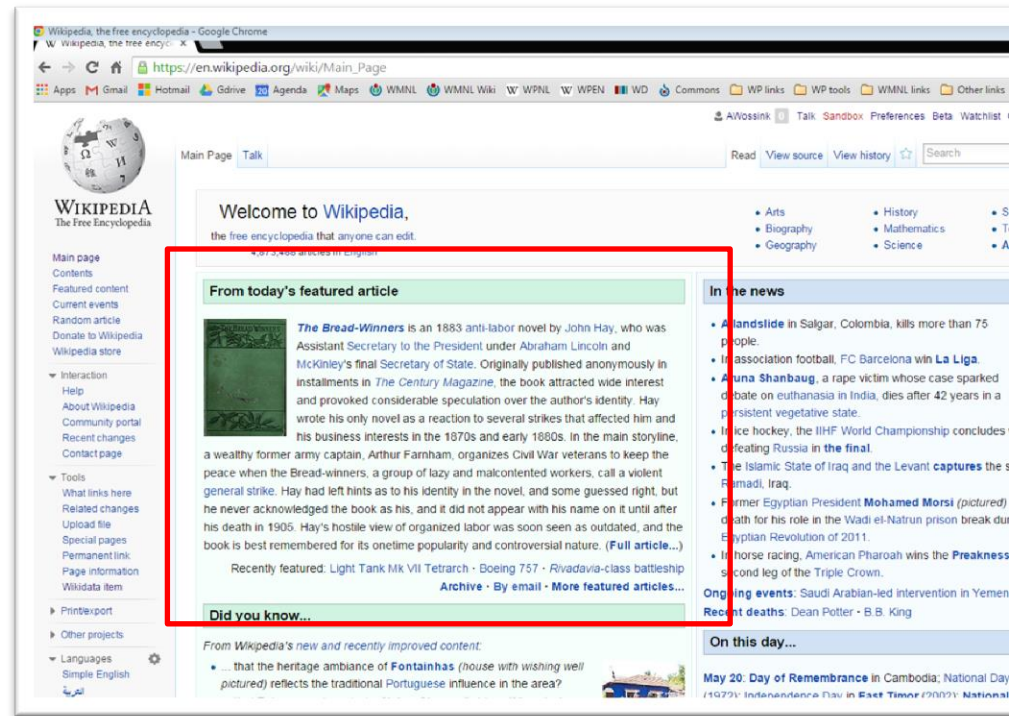 Wikipedia, the free encyclopedia - Google Chrome
Wikipedia, the free encyc
https://en.wikipedia.org/wiki/Main_Page
Apps Gmail Hotmail Gdrive Agenda Maps WMNL WMNL Wiki WPNL WPEN WD Commons WP links WP tools WMNL links Other links
AWossink 0 Talk Sandbox Preferences Beta Watchlist
Main Page Talk Read View source View history Search
WIKIPEDIA
The Free Encyclopedia
Main page
Contents
Featured content
Current events
Random article
Donate to Wikipedia
Wikipedia store
Interaction
Help
About Wikipedia
Community portal
Recent changes
Contact page
Tools
What links here
Related changes
Upload file
Special pages
Permanent link
Page information
Wikidata item
Print/export
Other projects
Languages
Simple English
العربية
Welcome to Wikipedia,
the free encyclopedia that anyone can edit.
articles in English
• Arts
• Biography
• Geography
• History
• Mathematics
• Science
From today's featured article
The Bread-Winners is an 1883 anti-labor novel by John Hay, who was
Assistant Secretary to the President under Abraham Lincoln and
McKinley's final Secretary of State. Originally published anonymously in
installments in The Century Magazine, the book attracted wide interest
and provoked considerable speculation over the author's identity. Hay
wrote his only novel as a reaction to several strikes that affected him and
his business interests in the 1870s and early 1880s. In the main storyline,
a wealthy former army captain, Arthur Farnham, organizes Civil War veterans to keep the
peace when the Bread-winners, a group of lazy and malcontented workers, call a violent
general strike. Hay had left hints as to his identity in the novel, and some guessed right, but
he never acknowledged the book as his, and it did not appear with his name on it until after
his death in 1905. Hay's hostile view of organized labor was soon seen as outdated, and the
book is best remembered for its onetime popularity and controversial nature. (Full article...)
Recently featured: Light Tank Mk VII Tetrarch · Boeing 757 · Rivadavia-class battleship
Archive · By email · More featured articles...
Did you know...
From Wikipedia's new and recently improved content:
• ... that the heritage ambiance of Fontainhas (house with wishing well
pictured) reflects the traditional Portuguese influence in the area?
In the news
• A landslide in Salgar, Colombia, kills more than 75
people.
• In association football, FC Barcelona win La Liga.
• Aruna Shanbaug, a rape victim whose case sparked
debate on euthanasia in India, dies after 42 years in a
persistent vegetative state.
• In ice hockey, the IIHF World Championship concludes
defeating Russia in the final.
• The Islamic State of Iraq and the Levant captures the
Ramadi, Iraq.
• Former Egyptian President Mohamed Morsi (pictured)
death for his role in the Wadi el-Natrun prison break
Egyptian Revolution of 2011.
• In horse racing, American Pharoah wins the Preakness
second leg of the Triple Crown.
Ongoing events: Saudi Arabian-led intervention in Yemen
Recent deaths: Dean Potter · B.B. King
On this day...
May 20: Day of Remembrance in Cambodia; National Day
(1972); Independence Day in East Timor (2002); National